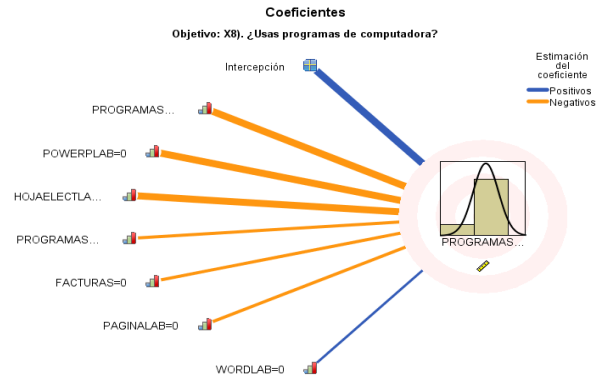 Coeficientes
Objetivo: X8). ¿Usas programas de computadora?
Estimación
del
coeficiente
Positivos
Negativos
Intercepción
PROGRAMAS...
POWERPLAB=0
HOJAELECTLA...
PROGRAMAS...
FACTURAS=0
PAGINALAB=0
WORDLAB=0
PROGRAMAS...